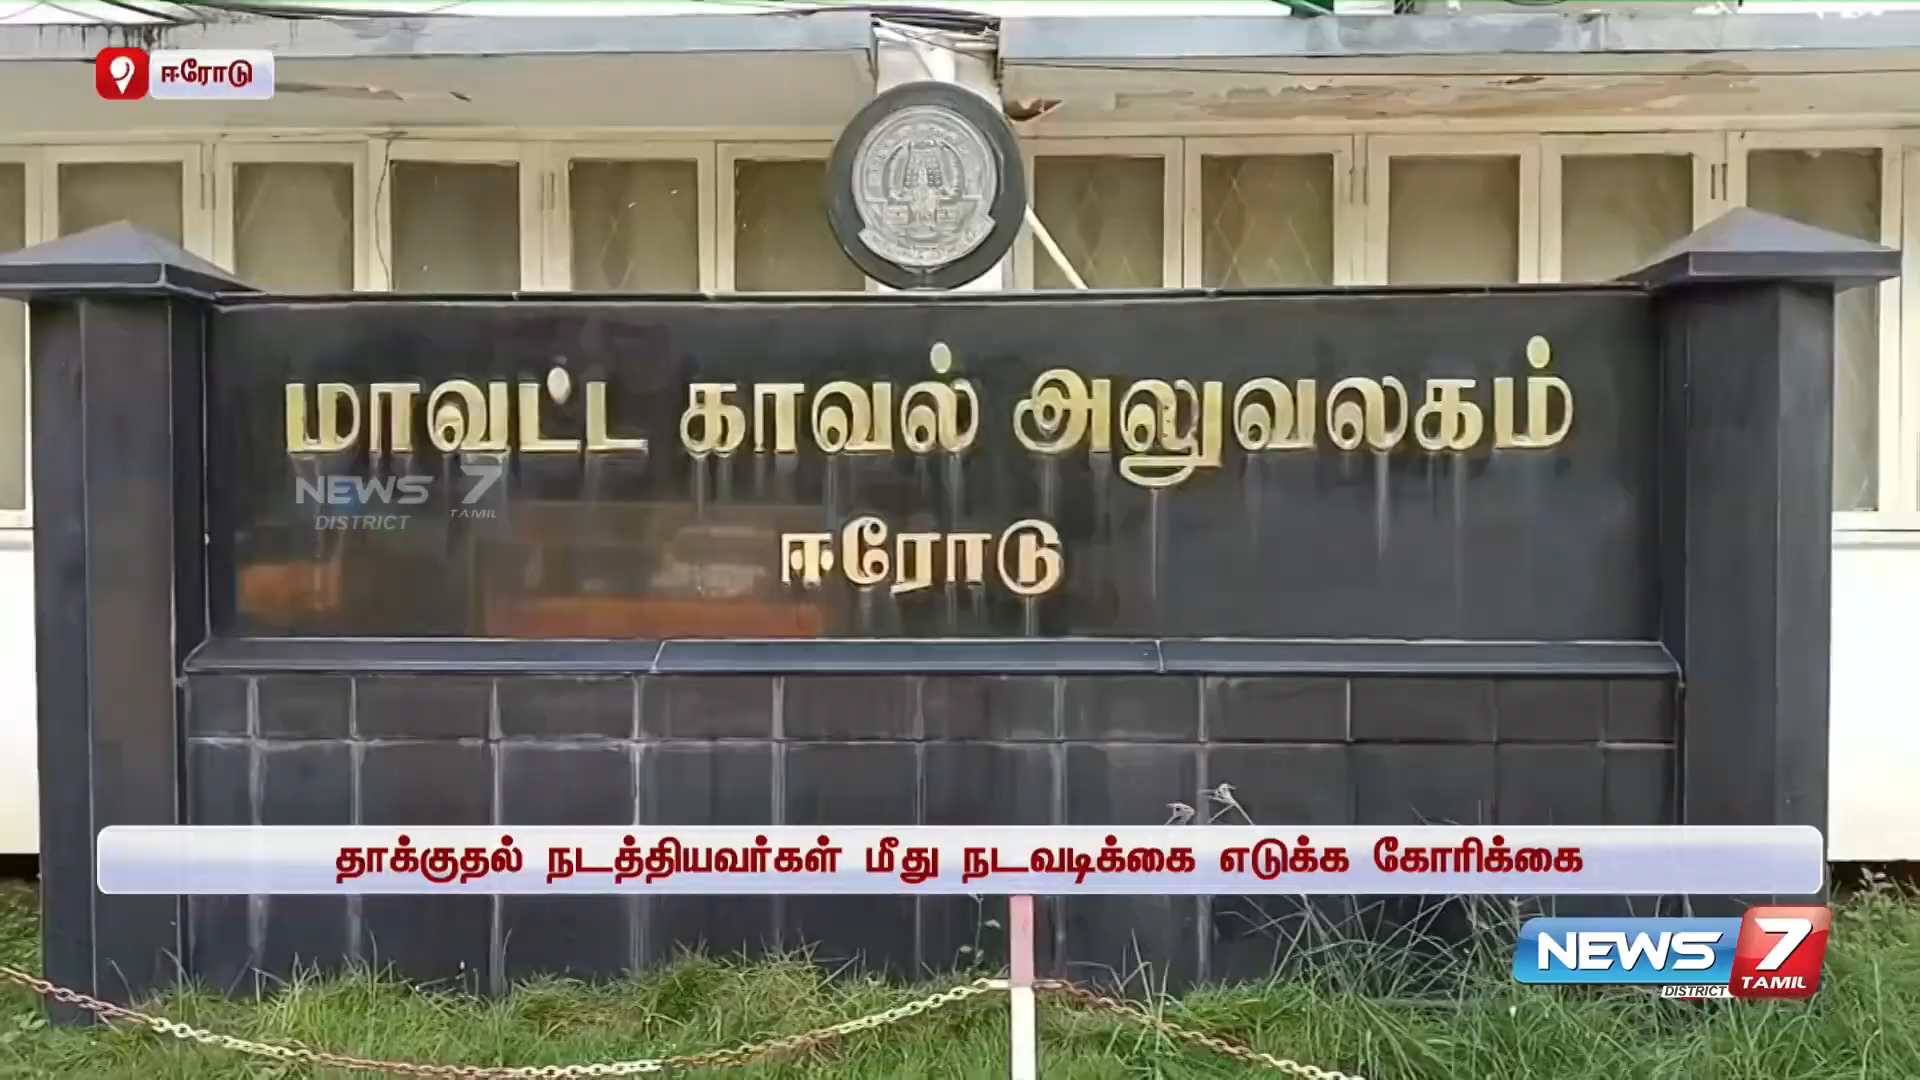 ஈரோடு
மாவட்ட காவல் அலுவலகம்
NEWS 7
DISTRICT TAMIL
ஈரோடு
தாக்குதல் நடத்தியவர்கள் மீது நடவடிக்கை எடுக்க கோரிக்கை
NEWS 7
DISTRICT TAMIL